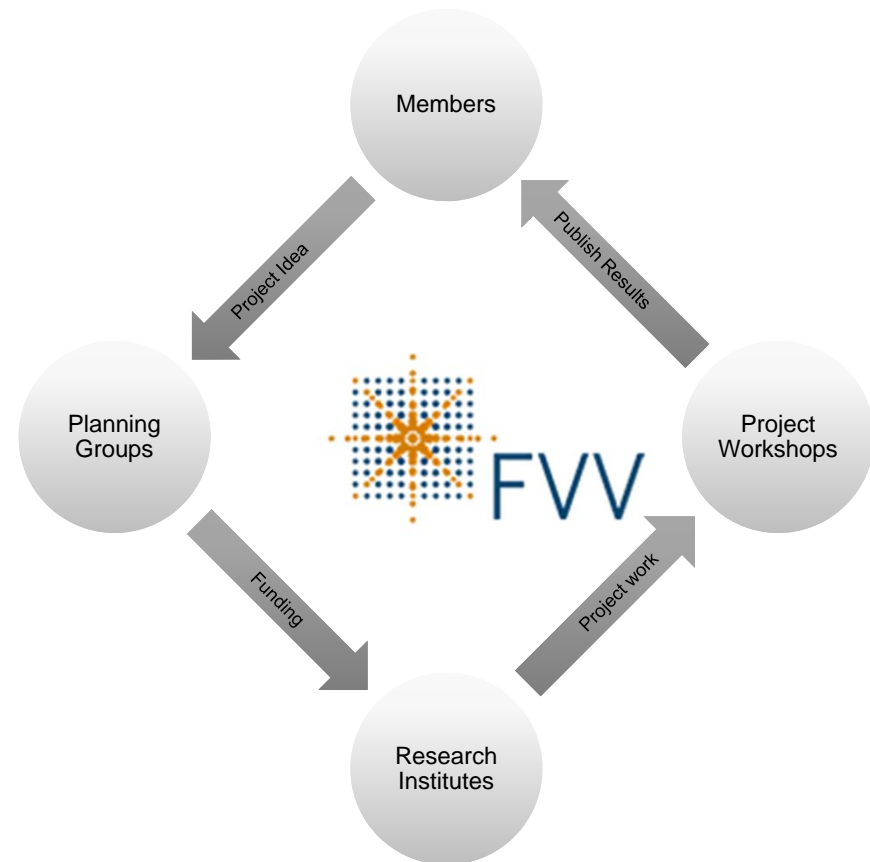 Members
Project Idea
Publish Results
Planning
Groups
FVV
Project
Workshops
Funding
Project work
Research
Institutes